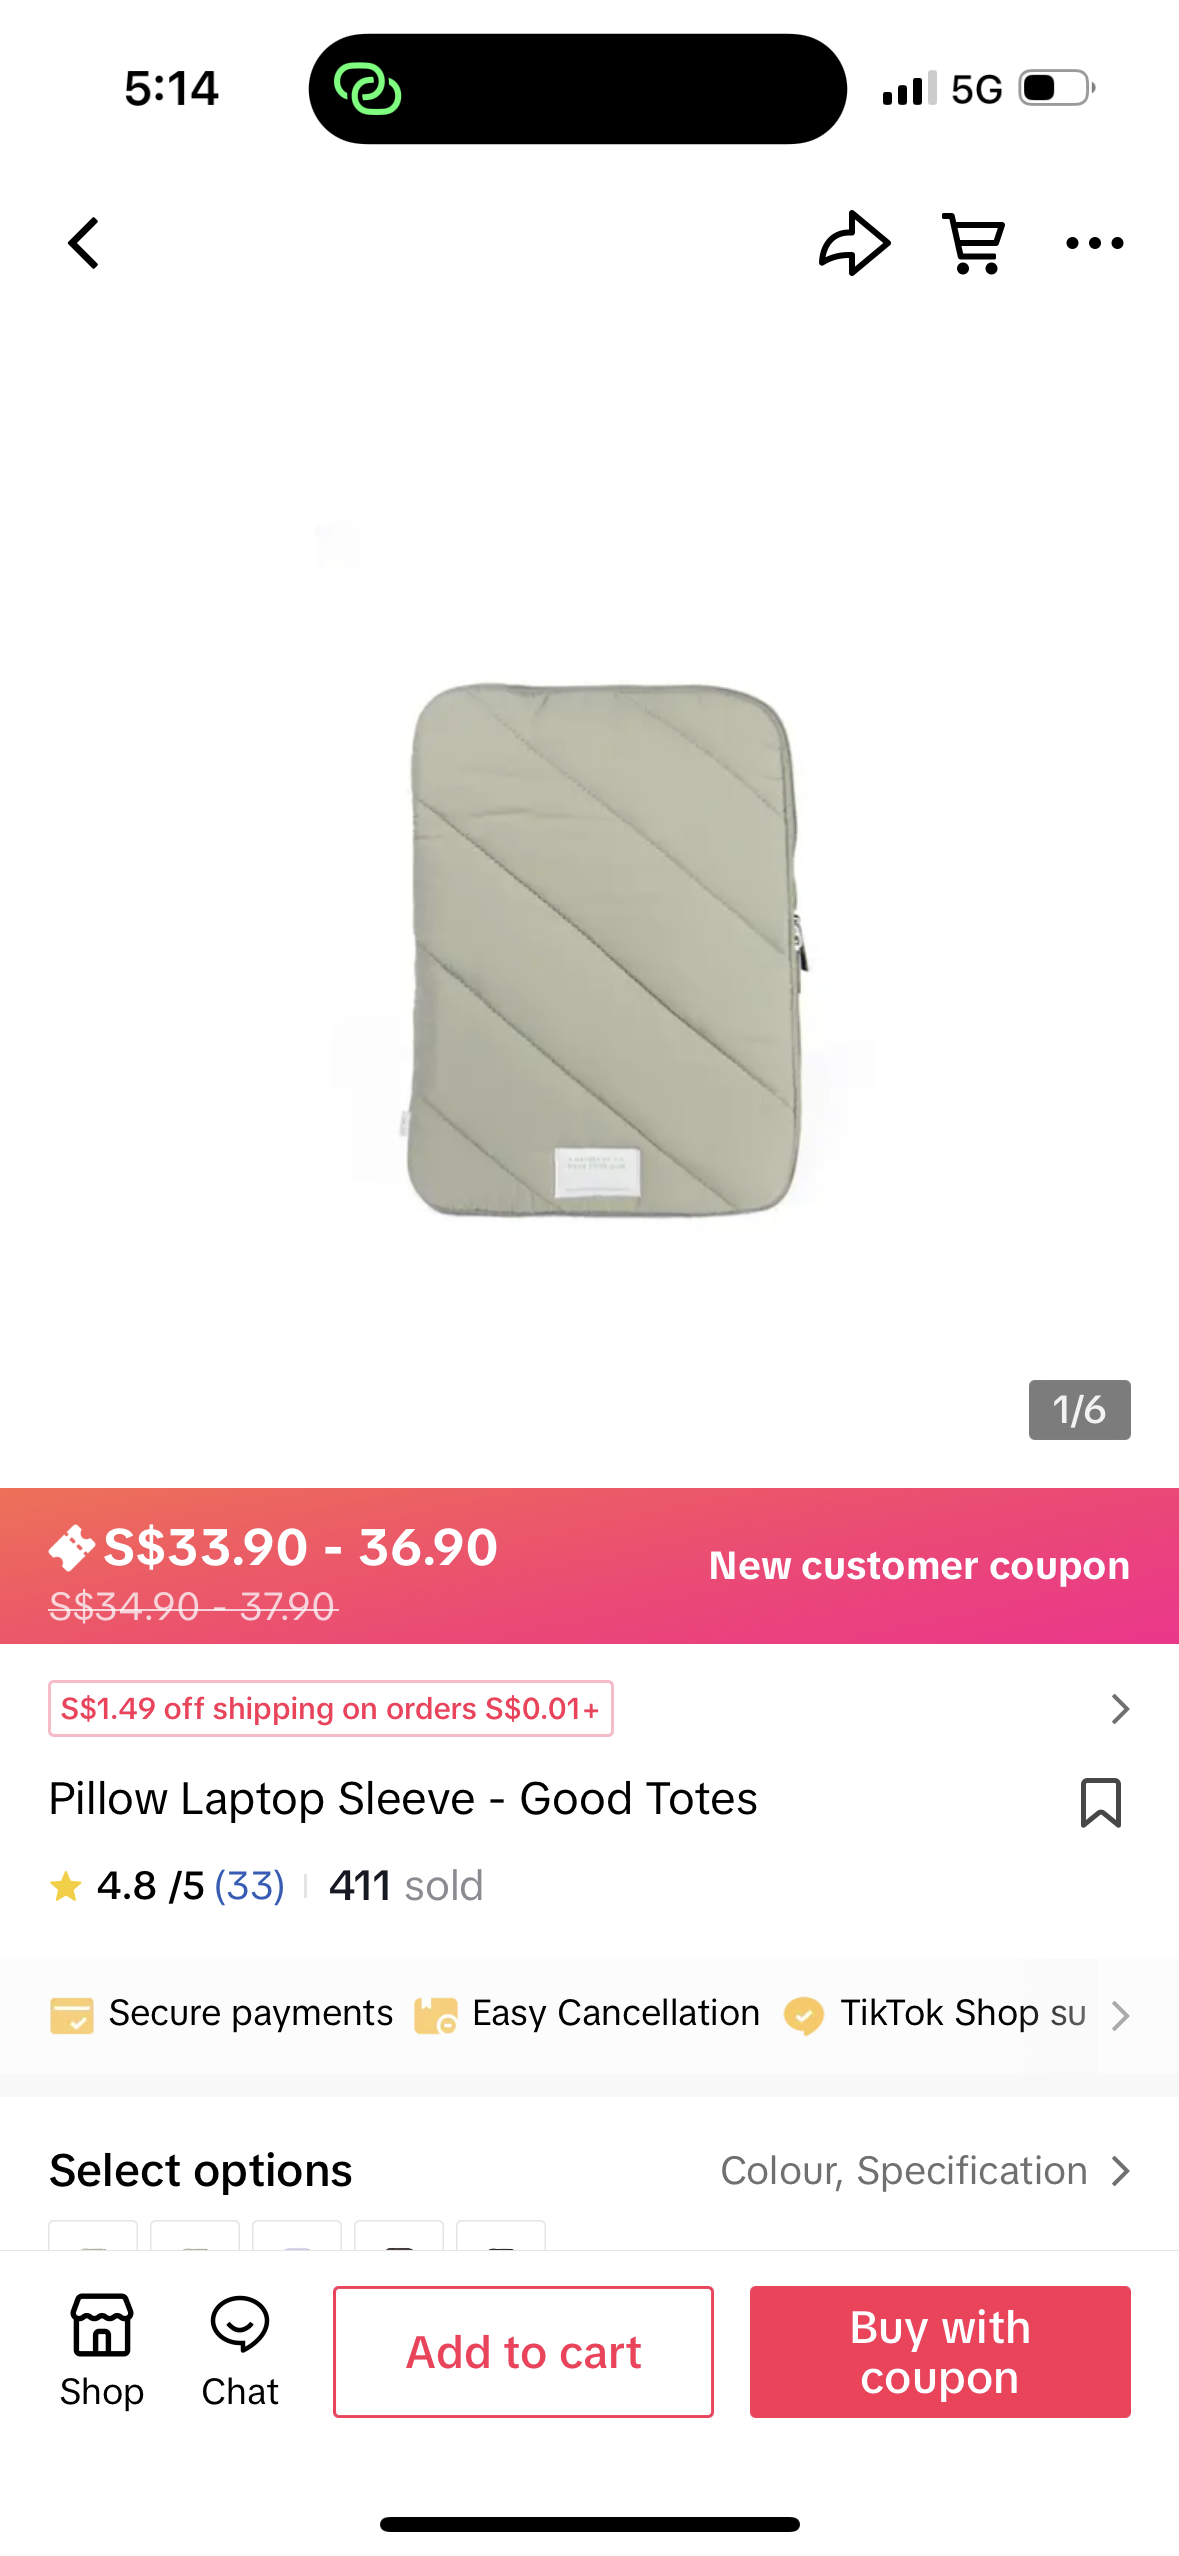 5:14
5G
1/6
S$33.90 - 36.90
S$34.90 - 37.90
New customer coupon
S$1.49 off shipping on orders S$0.01+
Pillow Laptop Sleeve - Good Totes
4.8 /5 (33) 411 sold
Secure payments Easy Cancellation TikTok Shop su
Select options Colour, Specification
Shop Chat
Add to cart
Buy with
coupon